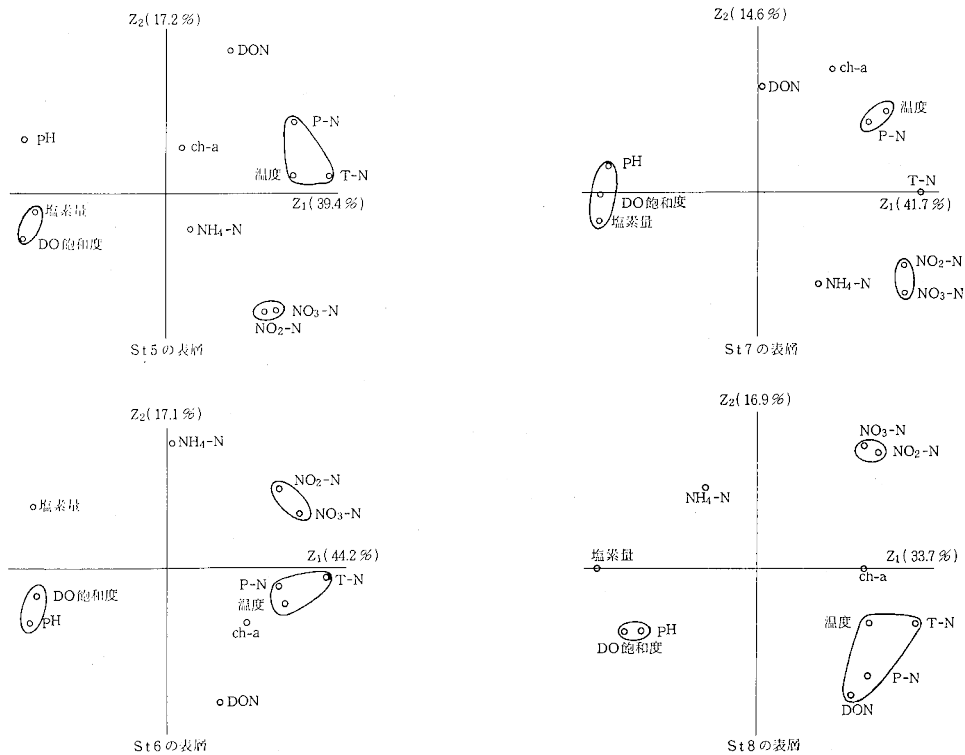 Z₂(17.2%)
DON
P-N
pH
ch-a
温度
T-N
Z₁(39.4%)
塩素量
DO飽和度
NH₄-N
NO₃-N
NO₂-N
St5の表層
Z₂(14.6%)
ch-a
DON
温度
P-N
pH
T-N
DO飽和度
Z₁(41.7%)
塩素量
NO₂-N
NH₄-N
NO₃-N
St7の表層
Z₂(17.1%)
NH₄-N
NO₂-N
塩素量
NO₃-N
Z₁(44.2%)
P-N
T-N
DO飽和度
温度
pH
ch-a
DON
St6の表層
Z₂(16.9%)
NO₃-N
NO₂-N
NH₄-N
塩素量
Z₁(33.7%)
ch-a
温度
T-N
pH
DO飽和度
P-N
DON
St8の表層